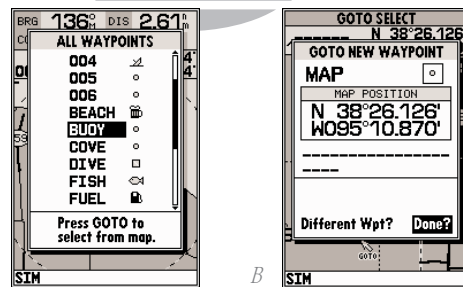 BRG 136°M DIS 2.61
ALL WAYPOINTS
004
005
006
BEACH
BUOY
COVE
DIVE
FISH
FUEL
Press GOTO to
select from map.
SIM
B
GOTO SELECT
N 38°26.126
GOTO NEW WAYPOINT
MAP
MAP POSITION
N 38°26.126'
W095°10.870'
Different Wpt? Done?
GOTO
SIM